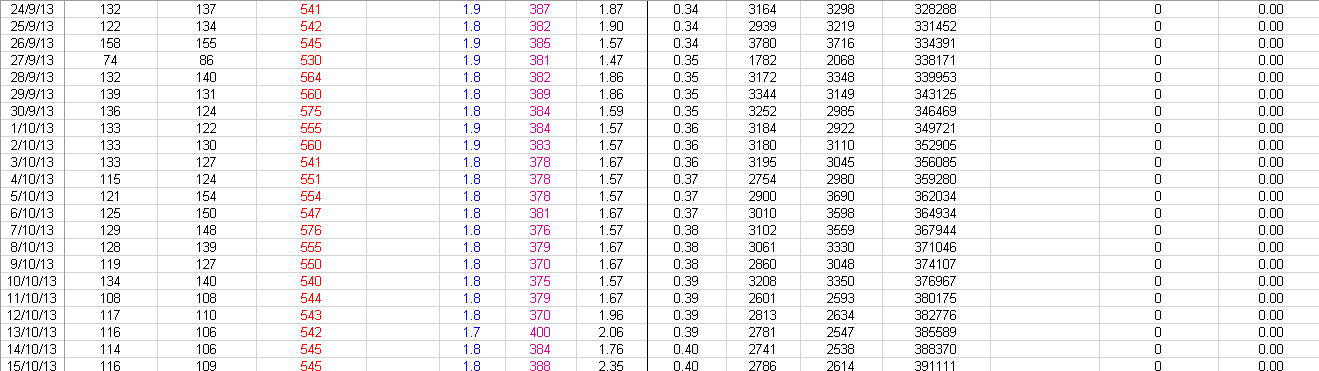 24/9/13 132 137 541 1.9 387 1.87 0.34 3164 3298 328288 0 0.00
25/9/13 122 134 542 1.8 382 1.90 0.34 2939 3219 331452 0 0.00
26/9/13 158 155 545 1.9 385 1.57 0.34 3780 3716 334391 0 0.00
27/9/13 74 86 530 1.9 381 1.47 0.35 1782 2068 338171 0 0.00
28/9/13 132 140 564 1.8 382 1.86 0.35 3172 3348 339953 0 0.00
29/9/13 139 131 560 1.8 389 1.86 0.35 3344 3149 343125 0 0.00
30/9/13 136 124 575 1.8 384 1.59 0.35 3252 2985 346469 0 0.00
1/10/13 133 122 555 1.9 384 1.57 0.36 3184 2922 349721 0 0.00
2/10/13 133 130 560 1.9 383 1.57 0.36 3180 3110 352905 0 0.00
3/10/13 133 127 541 1.8 378 1.67 0.36 3195 3045 356085 0 0.00
4/10/13 115 124 551 1.8 378 1.57 0.37 2754 2980 359280 0 0.00
5/10/13 121 154 554 1.8 378 1.57 0.37 2900 3690 362034 0 0.00
6/10/13 125 150 547 1.8 381 1.67 0.37 3010 3598 364934 0 0.00
7/10/13 129 148 576 1.8 376 1.57 0.38 3102 3559 367944 0 0.00
8/10/13 128 139 555 1.8 379 1.67 0.38 3061 3330 371046 0 0.00
9/10/13 119 127 550 1.8 370 1.67 0.38 2860 3048 374107 0 0.00
10/10/13 134 140 540 1.8 375 1.57 0.39 3208 3350 376967 0 0.00
11/10/13 108 108 544 1.8 379 1.67 0.39 2601 2593 380175 0 0.00
12/10/13 117 110 543 1.8 370 1.96 0.39 2813 2634 382776 0 0.00
13/10/13 116 106 542 1.7 400 2.06 0.39 2781 2547 385589 0 0.00
14/10/13 114 106 545 1.8 384 1.76 0.40 2741 2538 388370 0 0.00
15/10/13 116 109 545 1.8 388 2.35 0.40 2786 2614 391111 0 0.00